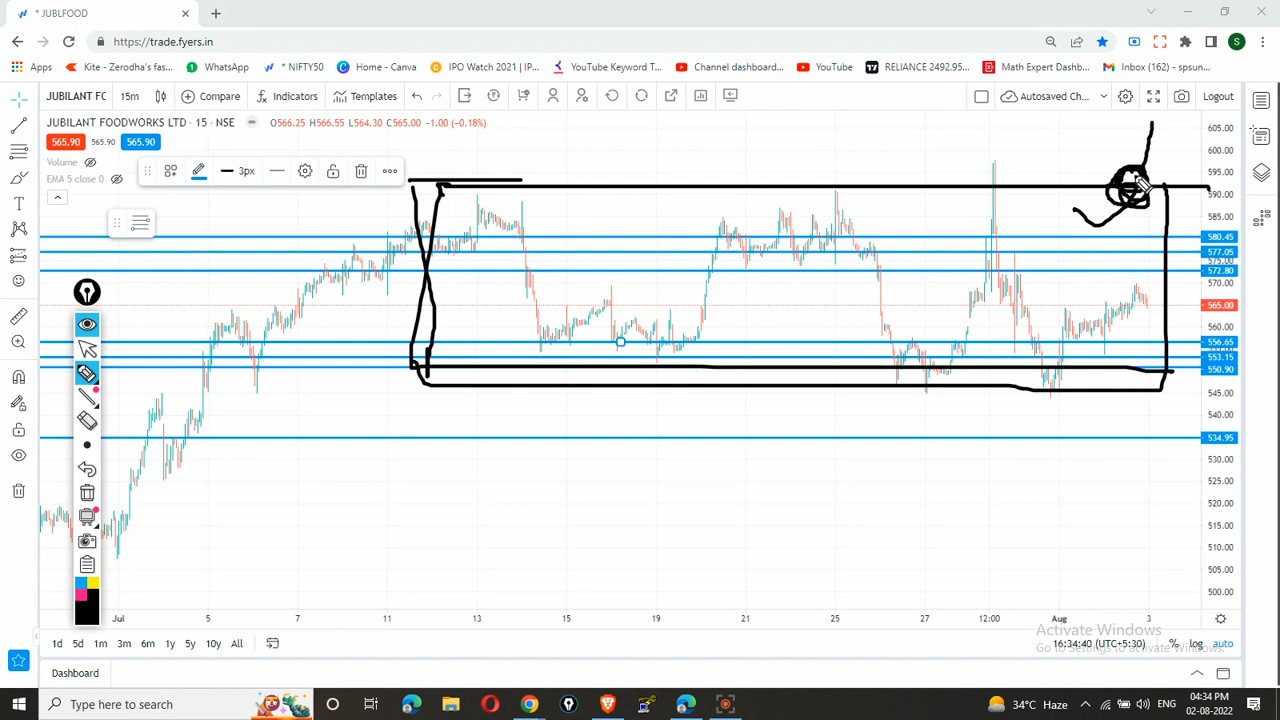 * JUBLFOOD
https://trade.fyers.in
Apps
Kite - Zerodha's fas...
WhatsApp
* NIFTY50
Home - Canva
IPO Watch 2021 | IP...
YouTube Keyword T...
Channel dashboard...
YouTube
RELIANCE 2492.95...
Math Expert Dashb...
Inbox (162) - spsun...
JUBILANT FC
15m
Compare
Indicators
Templates
Autosaved Ch...
Logout
JUBILANT FOODWORKS LTD · 15 · NSE
O566.25 H566.55 L564.30 C565.00 −1.00 (−0.18%)
565.90
565.90
565.90
Volume
EMA 5 close 0
3px
605.00
600.00
595.00
590.00
585.00
580.45
577.05
575.00
572.80
570.00
565.00
560.00
556.65
553.15
550.90
545.00
540.00
534.95
530.00
525.00
520.00
515.00
510.00
505.00
500.00
Jul
5
7
11
13
15
19
21
25
27
12:00
Aug
3
1d
5d
1m
3m
6m
1y
5y
10y
All
16:34:40 (UTC+5:30)
%
log
auto
Activate Windows
Go to Settings to activate Windows.
Dashboard
Type here to search
34°C Haze
ENG
04:34 PM
02-08-2022